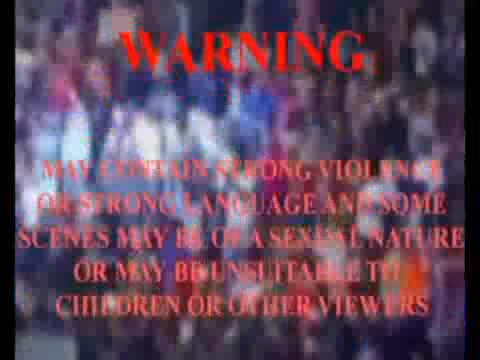 WARNING
MAY CONTAIN STRONG VIOLENCE
OR STRONG LANGUAGE AND SOME
SCENES MAY BE OF A SEXUAL NATURE
OR MAY BE UNSUITABLE TO
CHILDREN OR OTHER VIEWERS